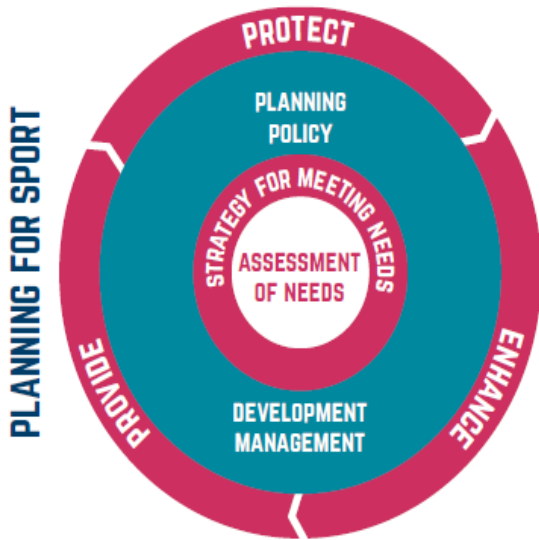 PLANNING FOR SPORT
PROTECT
PLANNING
POLICY
STRATEGY FOR MEETING NEEDS
ASSESSMENT
OF NEEDS
DEVELOPMENT
MANAGEMENT
PROVIDE
ENHANCE